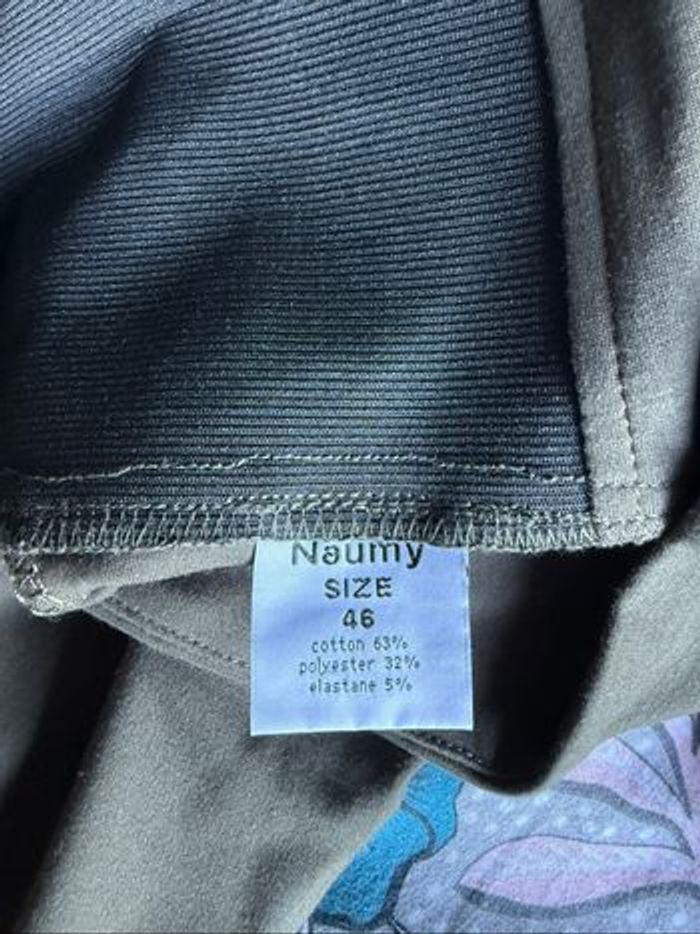 Naumy
SIZE
46
cotton 63%
polyester 32%
elastane 5%